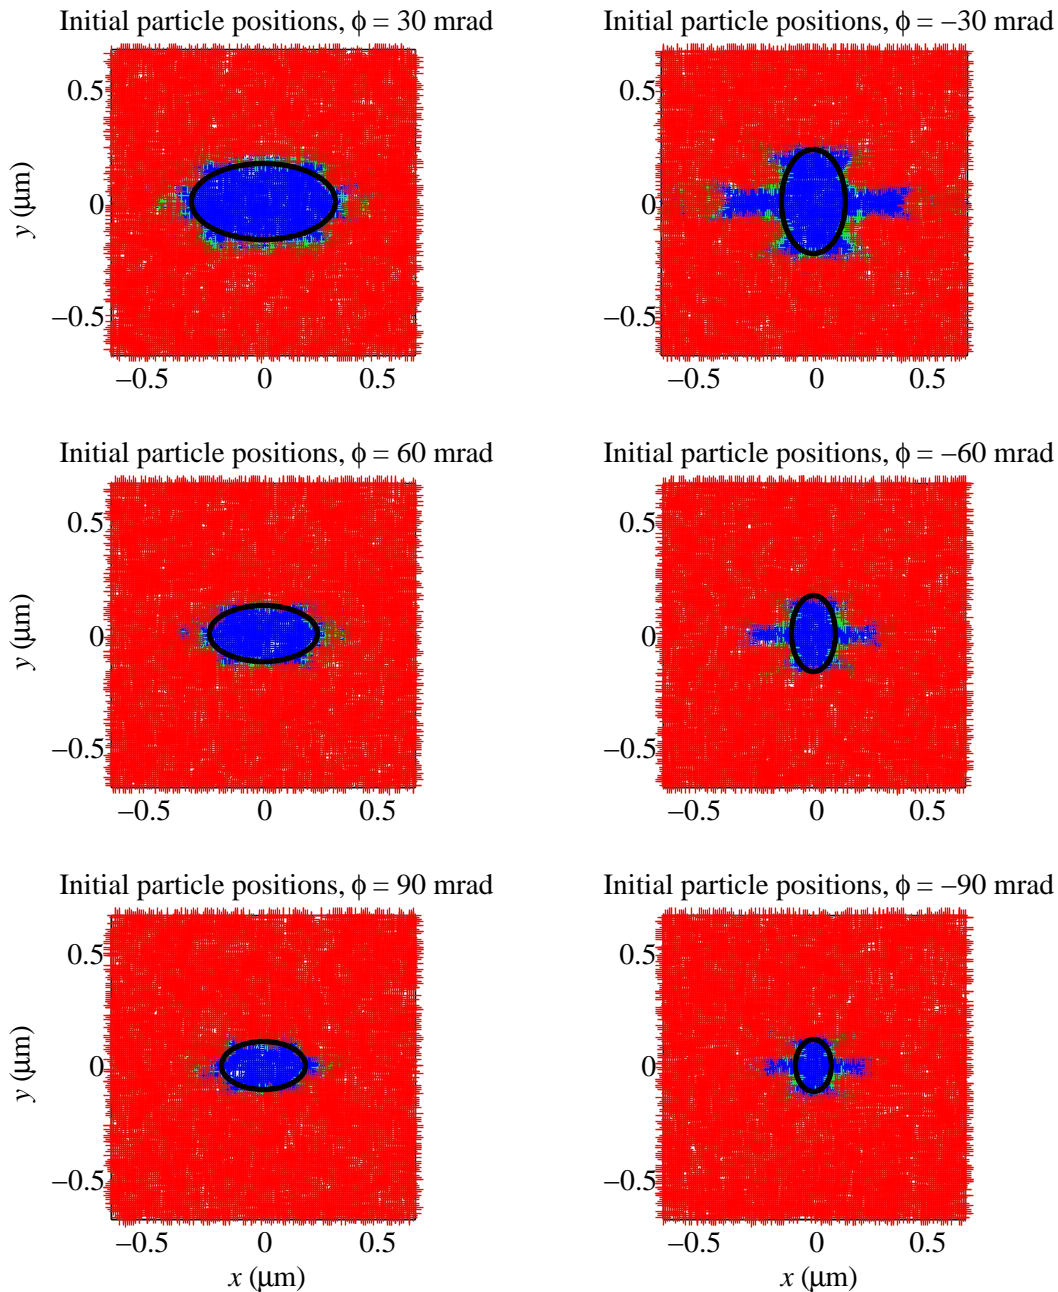 Initial particle positions, ϕ = 30 mrad
Initial particle positions, ϕ = −30 mrad
0.5
0.5
y (μm)
0
0
−0.5
−0.5
−0.5 0 0.5
−0.5 0 0.5
Initial particle positions, ϕ = 60 mrad
Initial particle positions, ϕ = −60 mrad
0.5
0.5
y (μm)
0
0
−0.5
−0.5
−0.5 0 0.5
−0.5 0 0.5
Initial particle positions, ϕ = 90 mrad
Initial particle positions, ϕ = −90 mrad
0.5
0.5
y (μm)
0
0
−0.5
−0.5
−0.5 0 0.5
−0.5 0 0.5
x (μm)
x (μm)